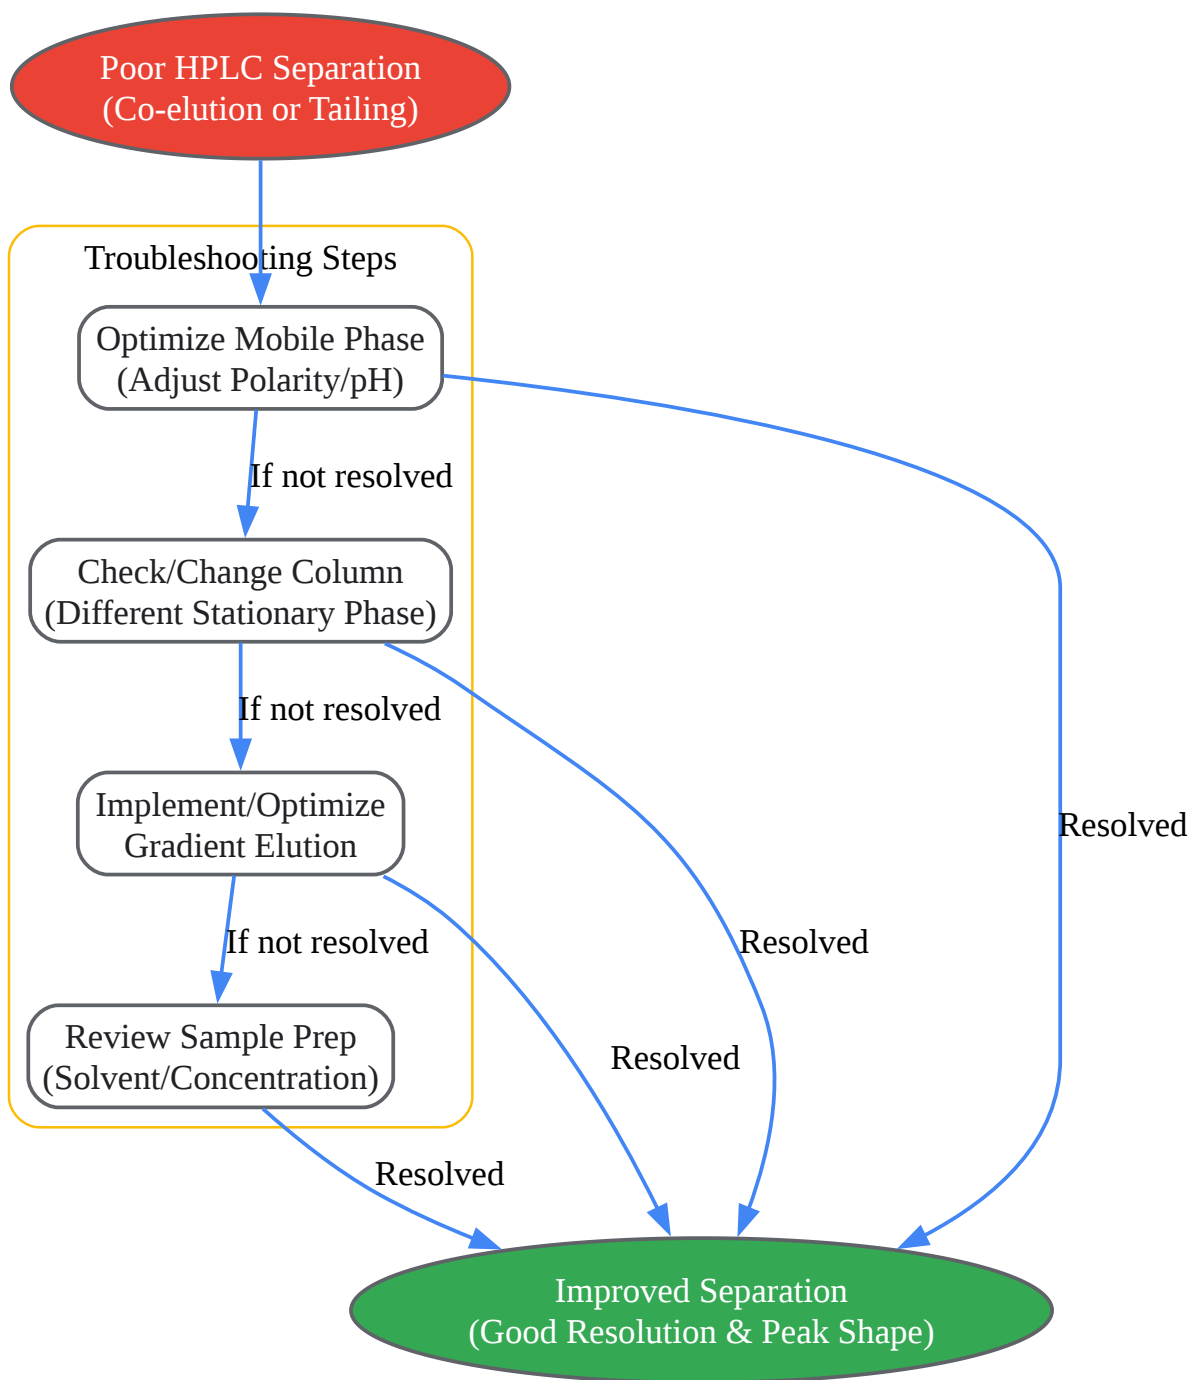 Poor HPLC Separation
(Co-elution or Tailing)
Troubleshooting Steps
Optimize Mobile Phase
(Adjust Polarity/pH)
If not resolved
Check/Change Column
(Different Stationary Phase)
If not resolved
Implement/Optimize
Gradient Elution
Resolved
If not resolved
Resolved
Review Sample Prep
(Solvent/Concentration)
Resolved
Resolved
Improved Separation
(Good Resolution & Peak Shape)